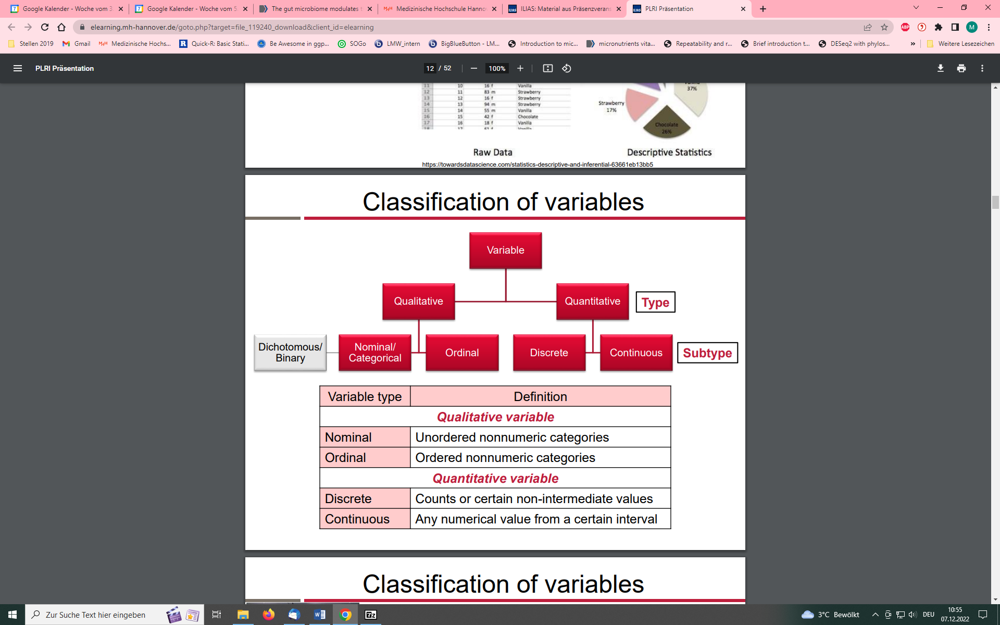 Google Kalender - Woche vom 3
Google Kalender - Woche vom 5
The gut microbiome modulates t
Medizinische Hochschule Hanno
ILIAS: Material aus Präsenzverans
PLRI Präsentation
elearning.mh-hannover.de/goto.php?target=file_119240_download&client_id=elearning
Stellen 2019
Gmail
Medizinische Hochs...
Quick-R: Basic Stati...
Be Awesome in ggp...
SOGo
LMW_intern
BigBlueButton - LM...
Introduction to mic...
micronutrients vita...
Repeatability and r...
Brief introduction t...
DESeq2 with phylos...
»
Weitere Lesezeichen
PLRI Präsentation
12 / 52
100%
11 10 16 f Vanilla
12 11 83 m Strawberry
13 12 16 f Strawberry
14 13 94 m Strawberry
15 14 55 m Vanilla
16 15 42 f Chocolate
17 16 18 f Vanilla
18 17 61 f Vanilla
Vanilla
37%
Strawberry
17%
Chocolate
26%
Raw Data
Descriptive Statistics
https://towardsdatascience.com/statistics-descriptive-and-inferential-63661eb13bb5
Classification of variables
Variable
Qualitative
Quantitative
Type
Dichotomous/
Binary
Nominal/
Categorical
Ordinal
Discrete
Continuous
Subtype
Variable type Definition
Qualitative variable
Nominal Unordered nonnumeric categories
Ordinal Ordered nonnumeric categories
Quantitative variable
Discrete Counts or certain non-intermediate values
Continuous Any numerical value from a certain interval
Classification of variables
Zur Suche Text hier eingeben
3°C Bewölkt
DEU
10:55
07.12.2022